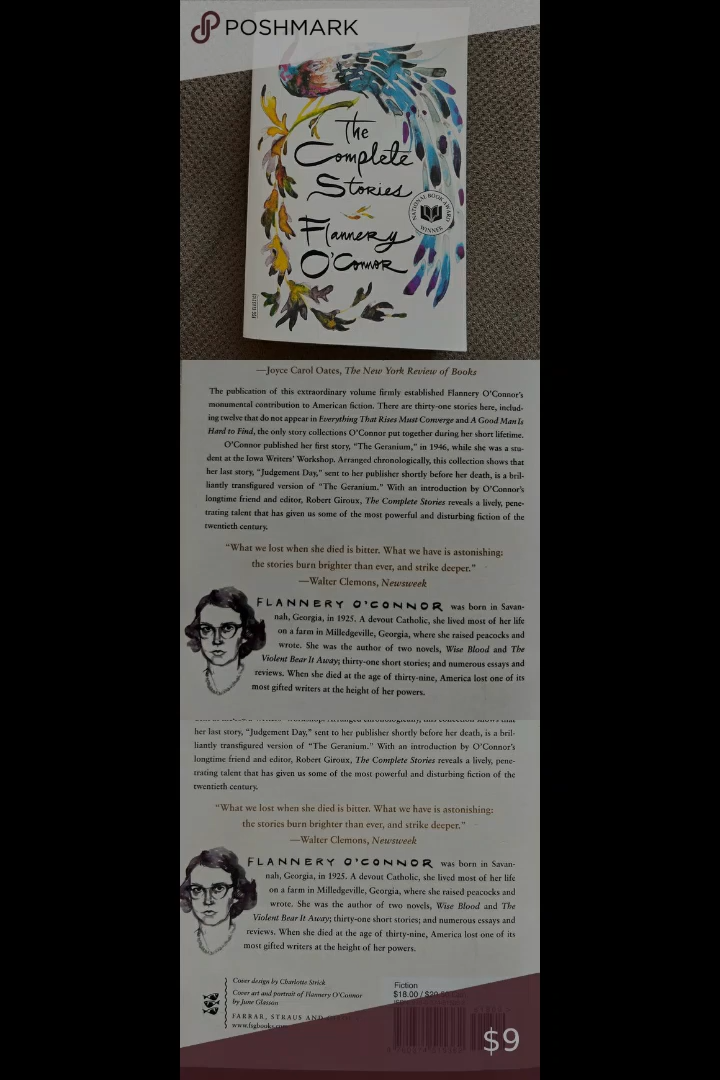 POSHMARK
The
Complete
Stories
Flannery
O'Connor
NATIONAL BOOK AWARD
WINNER
—Joyce Carol Oates, The New York Review of Books
The publication of this extraordinary volume firmly established Flannery O'Connor's
monumental contribution to American fiction. There are thirty-one stories here, includ-
ing twelve that do not appear in Everything That Rises Must Converge and A Good Man Is
Hard to Find, the only story collections O'Connor put together during her short lifetime.
O'Connor published her first story, "The Geranium," in 1946, while she was a stu-
dent at the Iowa Writers' Workshop. Arranged chronologically, this collection shows that
her last story, "Judgement Day," sent to her publisher shortly before her death, is a bril-
liantly transfigured version of "The Geranium." With an introduction by O'Connor's
longtime friend and editor, Robert Giroux, The Complete Stories reveals a lively, pene-
trating talent that has given us some of the most powerful and disturbing fiction of the
twentieth century.
"What we lost when she died is bitter. What we have is astonishing:
the stories burn brighter than ever, and strike deeper."
—Walter Clemons, Newsweek
FLANNERY O'CONNOR was born in Savan-
nah, Georgia, in 1925. A devout Catholic, she lived most of her life
on a farm in Milledgeville, Georgia, where she raised peacocks and
wrote. She was the author of two novels, Wise Blood and The
Violent Bear It Away; thirty-one short stories; and numerous essays and
reviews. When she died at the age of thirty-nine, America lost one of its
most gifted writers at the height of her powers.
Arranged chronologically, this collection shows that
her last story, "Judgement Day," sent to her publisher shortly before her death, is a bril-
liantly transfigured version of "The Geranium." With an introduction by O'Connor's
longtime friend and editor, Robert Giroux, The Complete Stories reveals a lively, pene-
trating talent that has given us some of the most powerful and disturbing fiction of the
twentieth century.
"What we lost when she died is bitter. What we have is astonishing:
the stories burn brighter than ever, and strike deeper."
—Walter Clemons, Newsweek
FLANNERY O'CONNOR was born in Savan-
nah, Georgia, in 1925. A devout Catholic, she lived most of her life
on a farm in Milledgeville, Georgia, where she raised peacocks and
wrote. She was the author of two novels, Wise Blood and The
Violent Bear It Away; thirty-one short stories; and numerous essays and
reviews. When she died at the age of thirty-nine, America lost one of its
most gifted writers at the height of her powers.
Cover design by Charlotte Strick
Cover art and portrait of Flannery O'Connor
by June Glasson
FARRAR, STRAUS AND
www.fsgbooks.com
Fiction
$18.00 /
$9